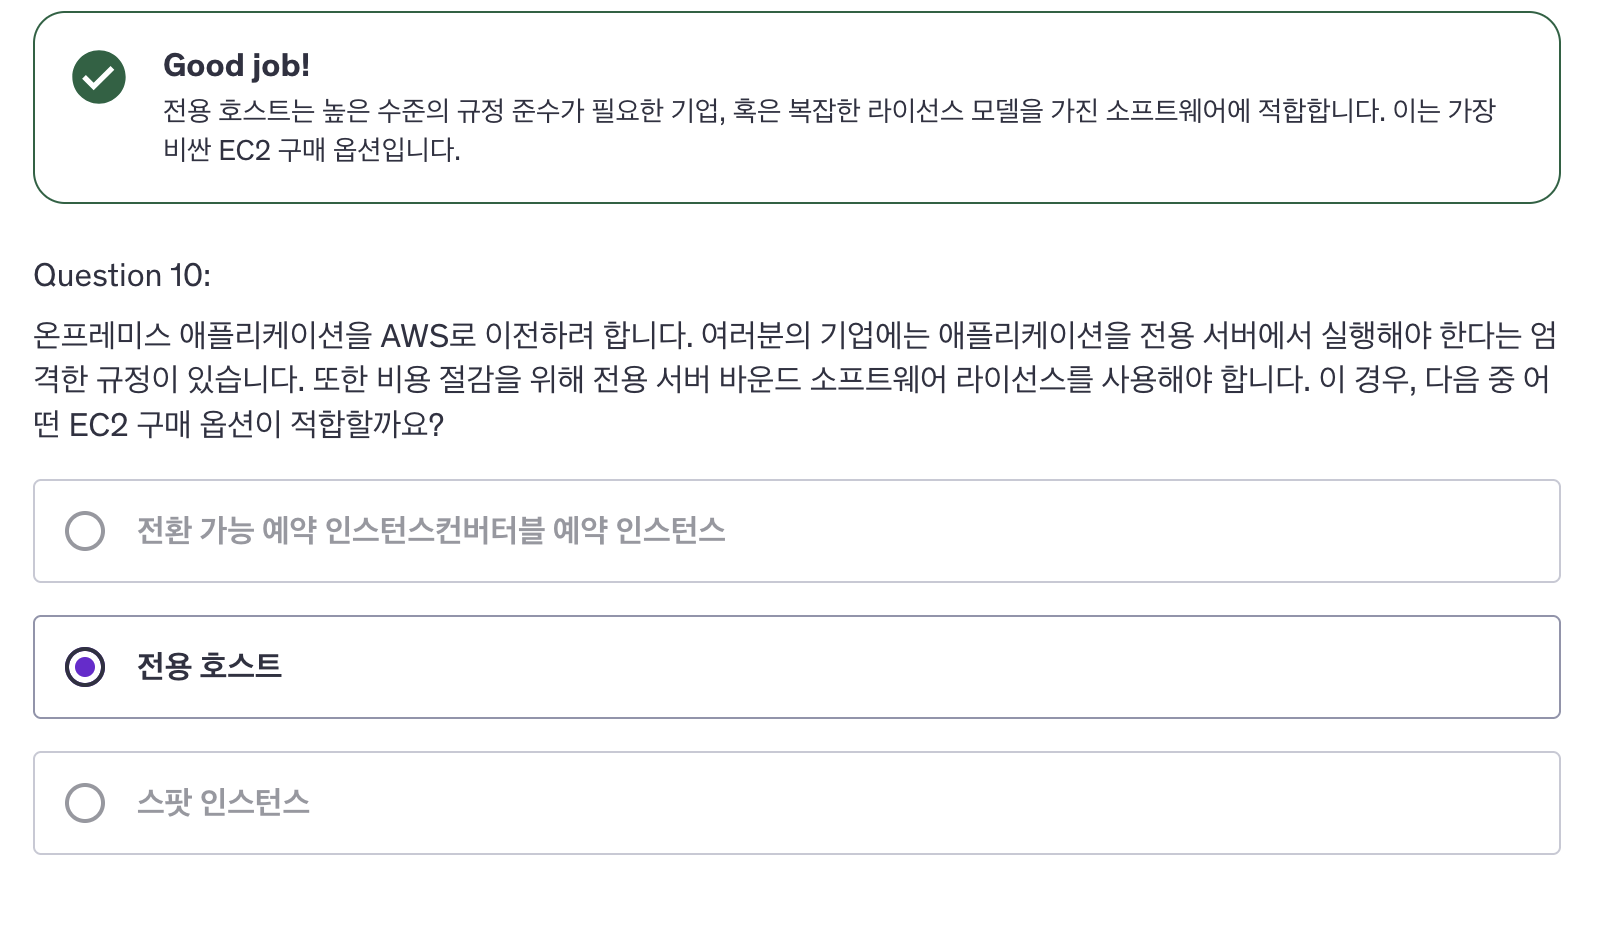 Good job!
전용 호스트는 높은 수준의 규정 준수가 필요한 기업, 혹은 복잡한 라이선스 모델을 가진 소프트웨어에 적합합니다. 이는 가장
비싼 EC2 구매 옵션입니다.
Question 10:
온프레미스 애플리케이션을 AWS로 이전하려 합니다. 여러분의 기업에는 애플리케이션을 전용 서버에서 실행해야 한다는 엄
격한 규정이 있습니다. 또한 비용 절감을 위해 전용 서버 바운드 소프트웨어 라이선스를 사용해야 합니다. 이 경우, 다음 중 어
떤 EC2 구매 옵션이 적합할까요?
전환 가능 예약 인스턴스컨버터블 예약 인스턴스
전용 호스트
스팟 인스턴스